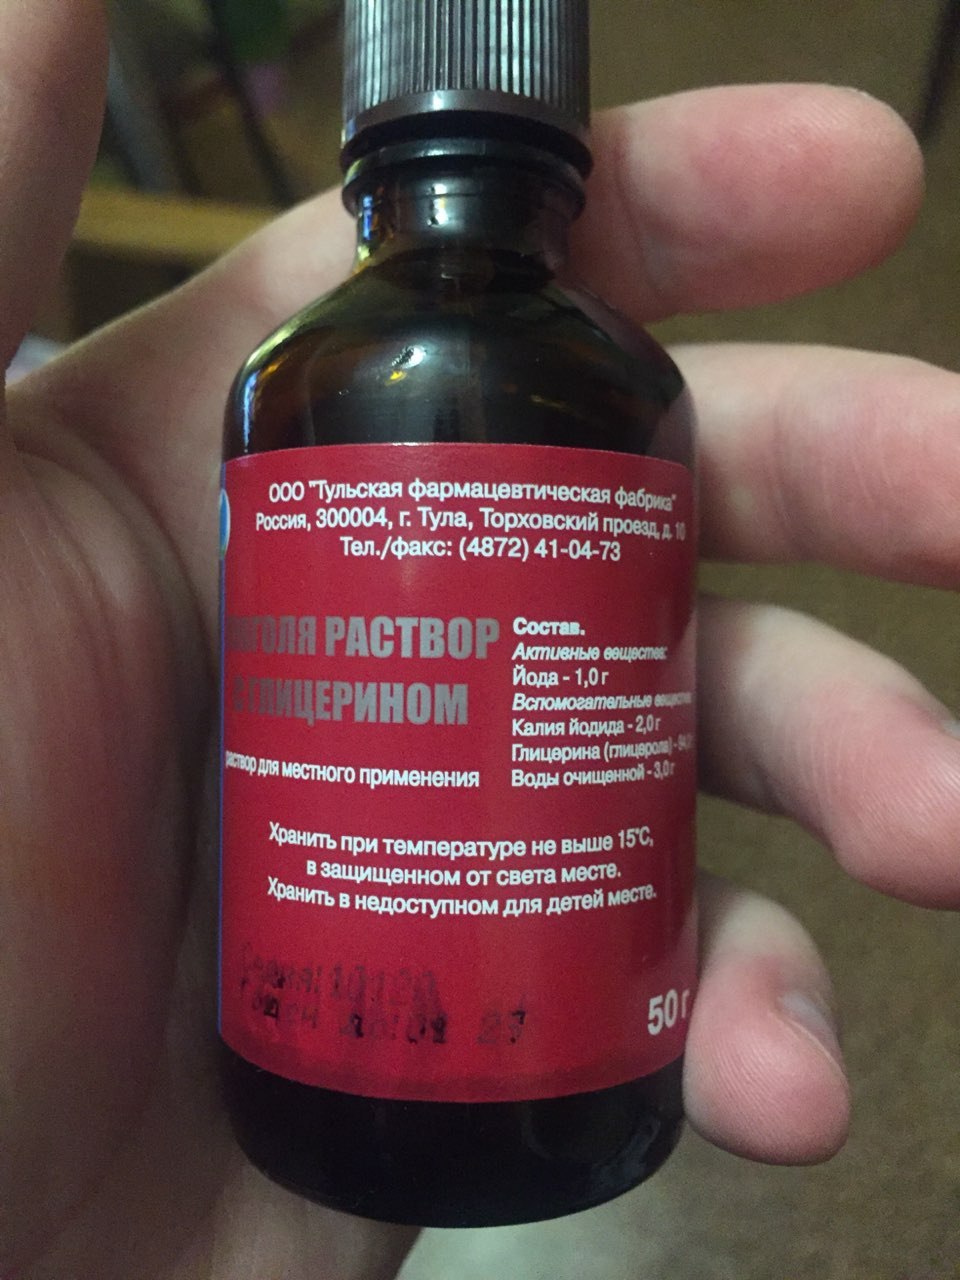 ООО "Тульская фармацевтическая фабрика"
Россия, 300004, г. Тула, Торховский проезд, д. 10
Тел./факс: (4872) 41-04-73
РАСТВОР
ГЛИЦЕРИНОМ
раствор для местного применения
Состав.
Активные вещества:
Йода - 1,0 г
Вспомогательные
Калия йодида - 2,0 г
Глицерина (глицерола) -
Воды очищенной - 3,0 г
Хранить при температуре не выше 15°С,
в защищенном от света месте.
Хранить в недоступном для детей месте.
50 г